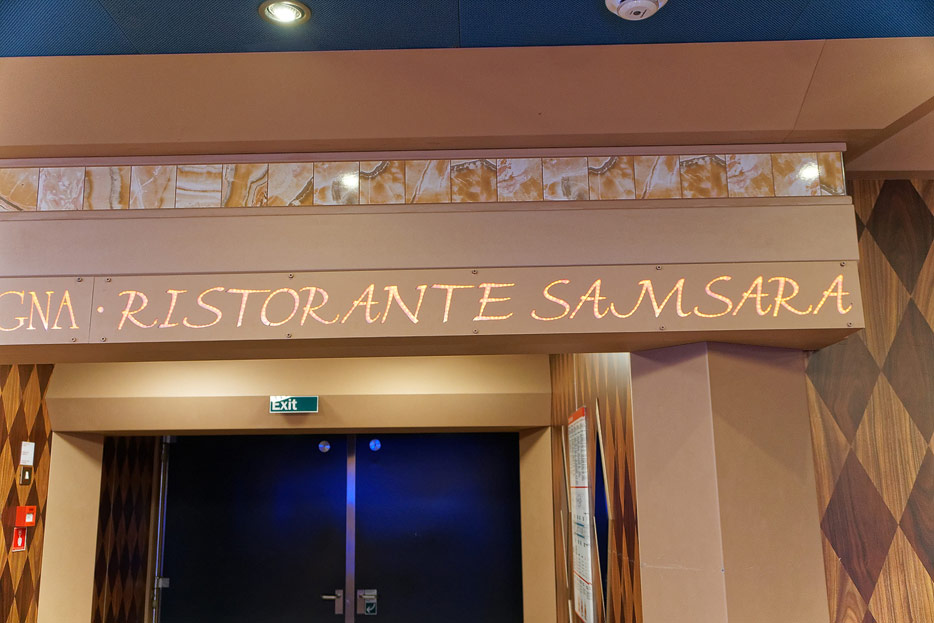 GNA · RISTORANTE SAMSARA
Exit